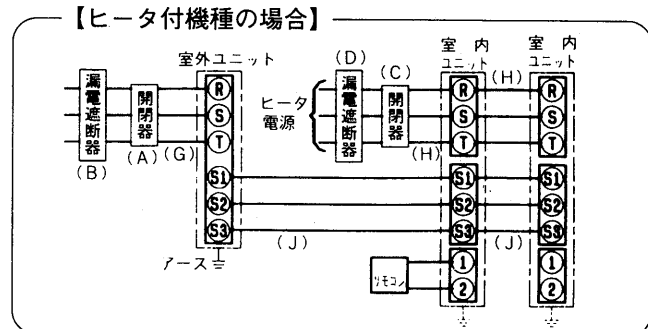 【ヒータ付機種の場合】
室外ユニット
(D)
(C)
室内
ユニット
室内
ユニット
(H)
漏電遮断器
開閉器
R
S
T
ヒータ
電源
漏電遮断器
開閉器
R
S
T
R
S
T
(B)
(A)
(G)
(H)
S1
S2
S3
S1
S2
S3
S1
S2
S3
(J)
(J)
アース
リモコン
1
2
1
2